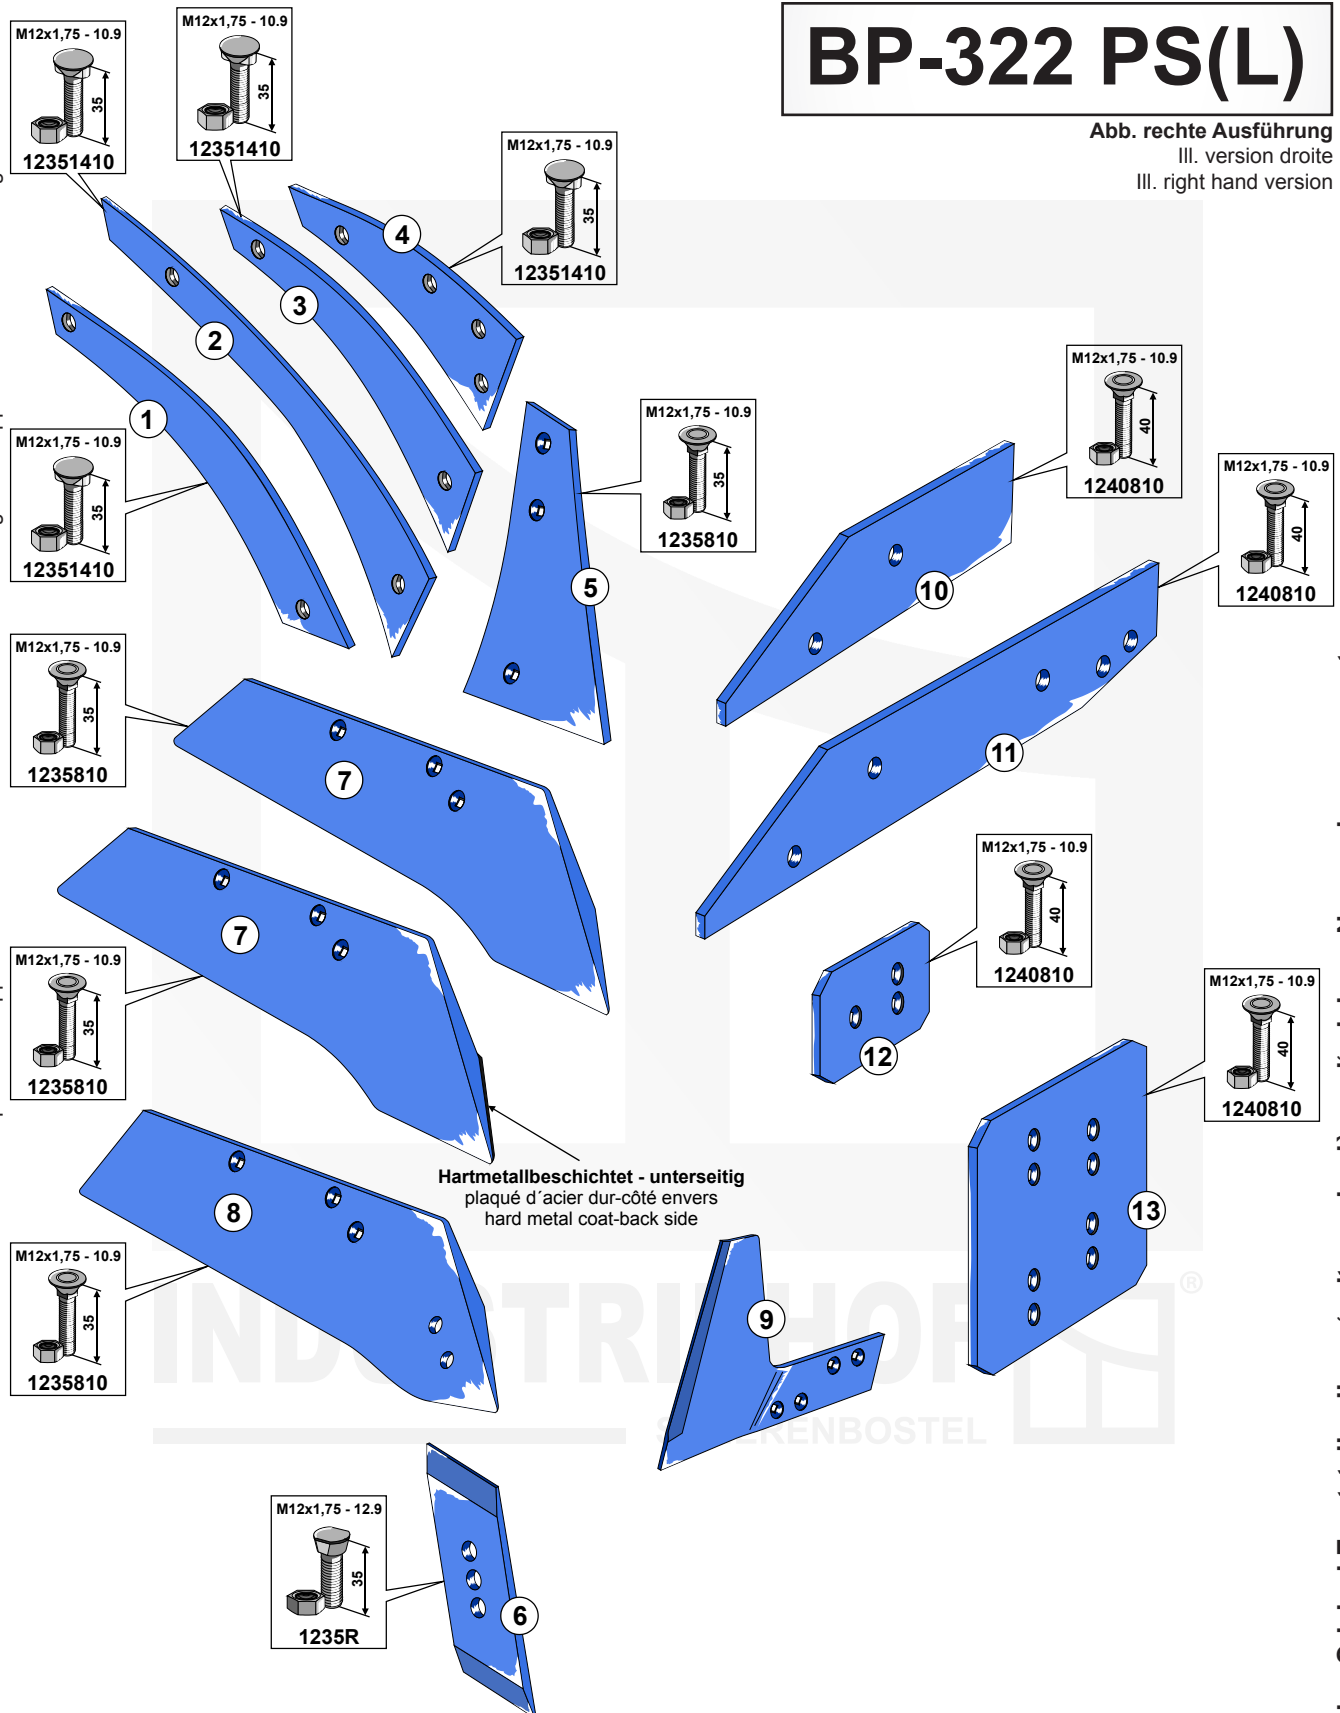 BP-322 PS(L)
Abb. rechte Ausführung
Ill. version droite
Ill. right hand version
M12x1,75 - 10.9
35
12351410
M12x1,75 - 10.9
35
12351410
M12x1,75 - 10.9
35
12351410
4
3
2
1
M12x1,75 - 10.9
35
12351410
M12x1,75 - 10.9
35
1235810
5
M12x1,75 - 10.9
40
1240810
10
M12x1,75 - 10.9
40
1240810
11
M12x1,75 - 10.9
35
1235810
7
7
M12x1,75 - 10.9
35
1235810
M12x1,75 - 10.9
40
1240810
12
M12x1,75 - 10.9
40
1240810
13
Hartmetallbeschichtet - unterseitig
plaqué d´acier dur-côté envers
hard metal coat-back side
8
M12x1,75 - 10.9
35
1235810
9
M12x1,75 - 12.9
35
1235R
6
®